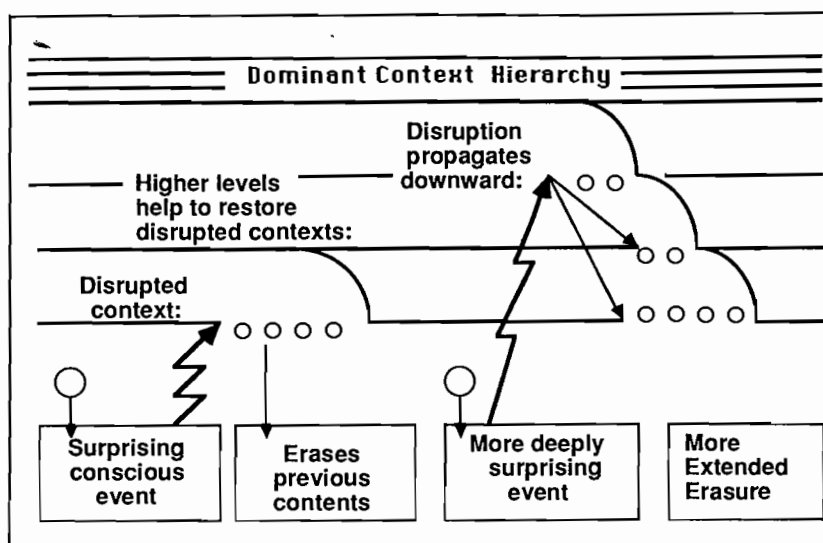 Dominant Context Hierarchy
Disruption
propagates
downward:
Higher levels
help to restore
disrupted contexts:
Disrupted
context:
Surprising
conscious
event
Erases
previous
contents
More deeply
surprising
event
More
Extended
Erasure